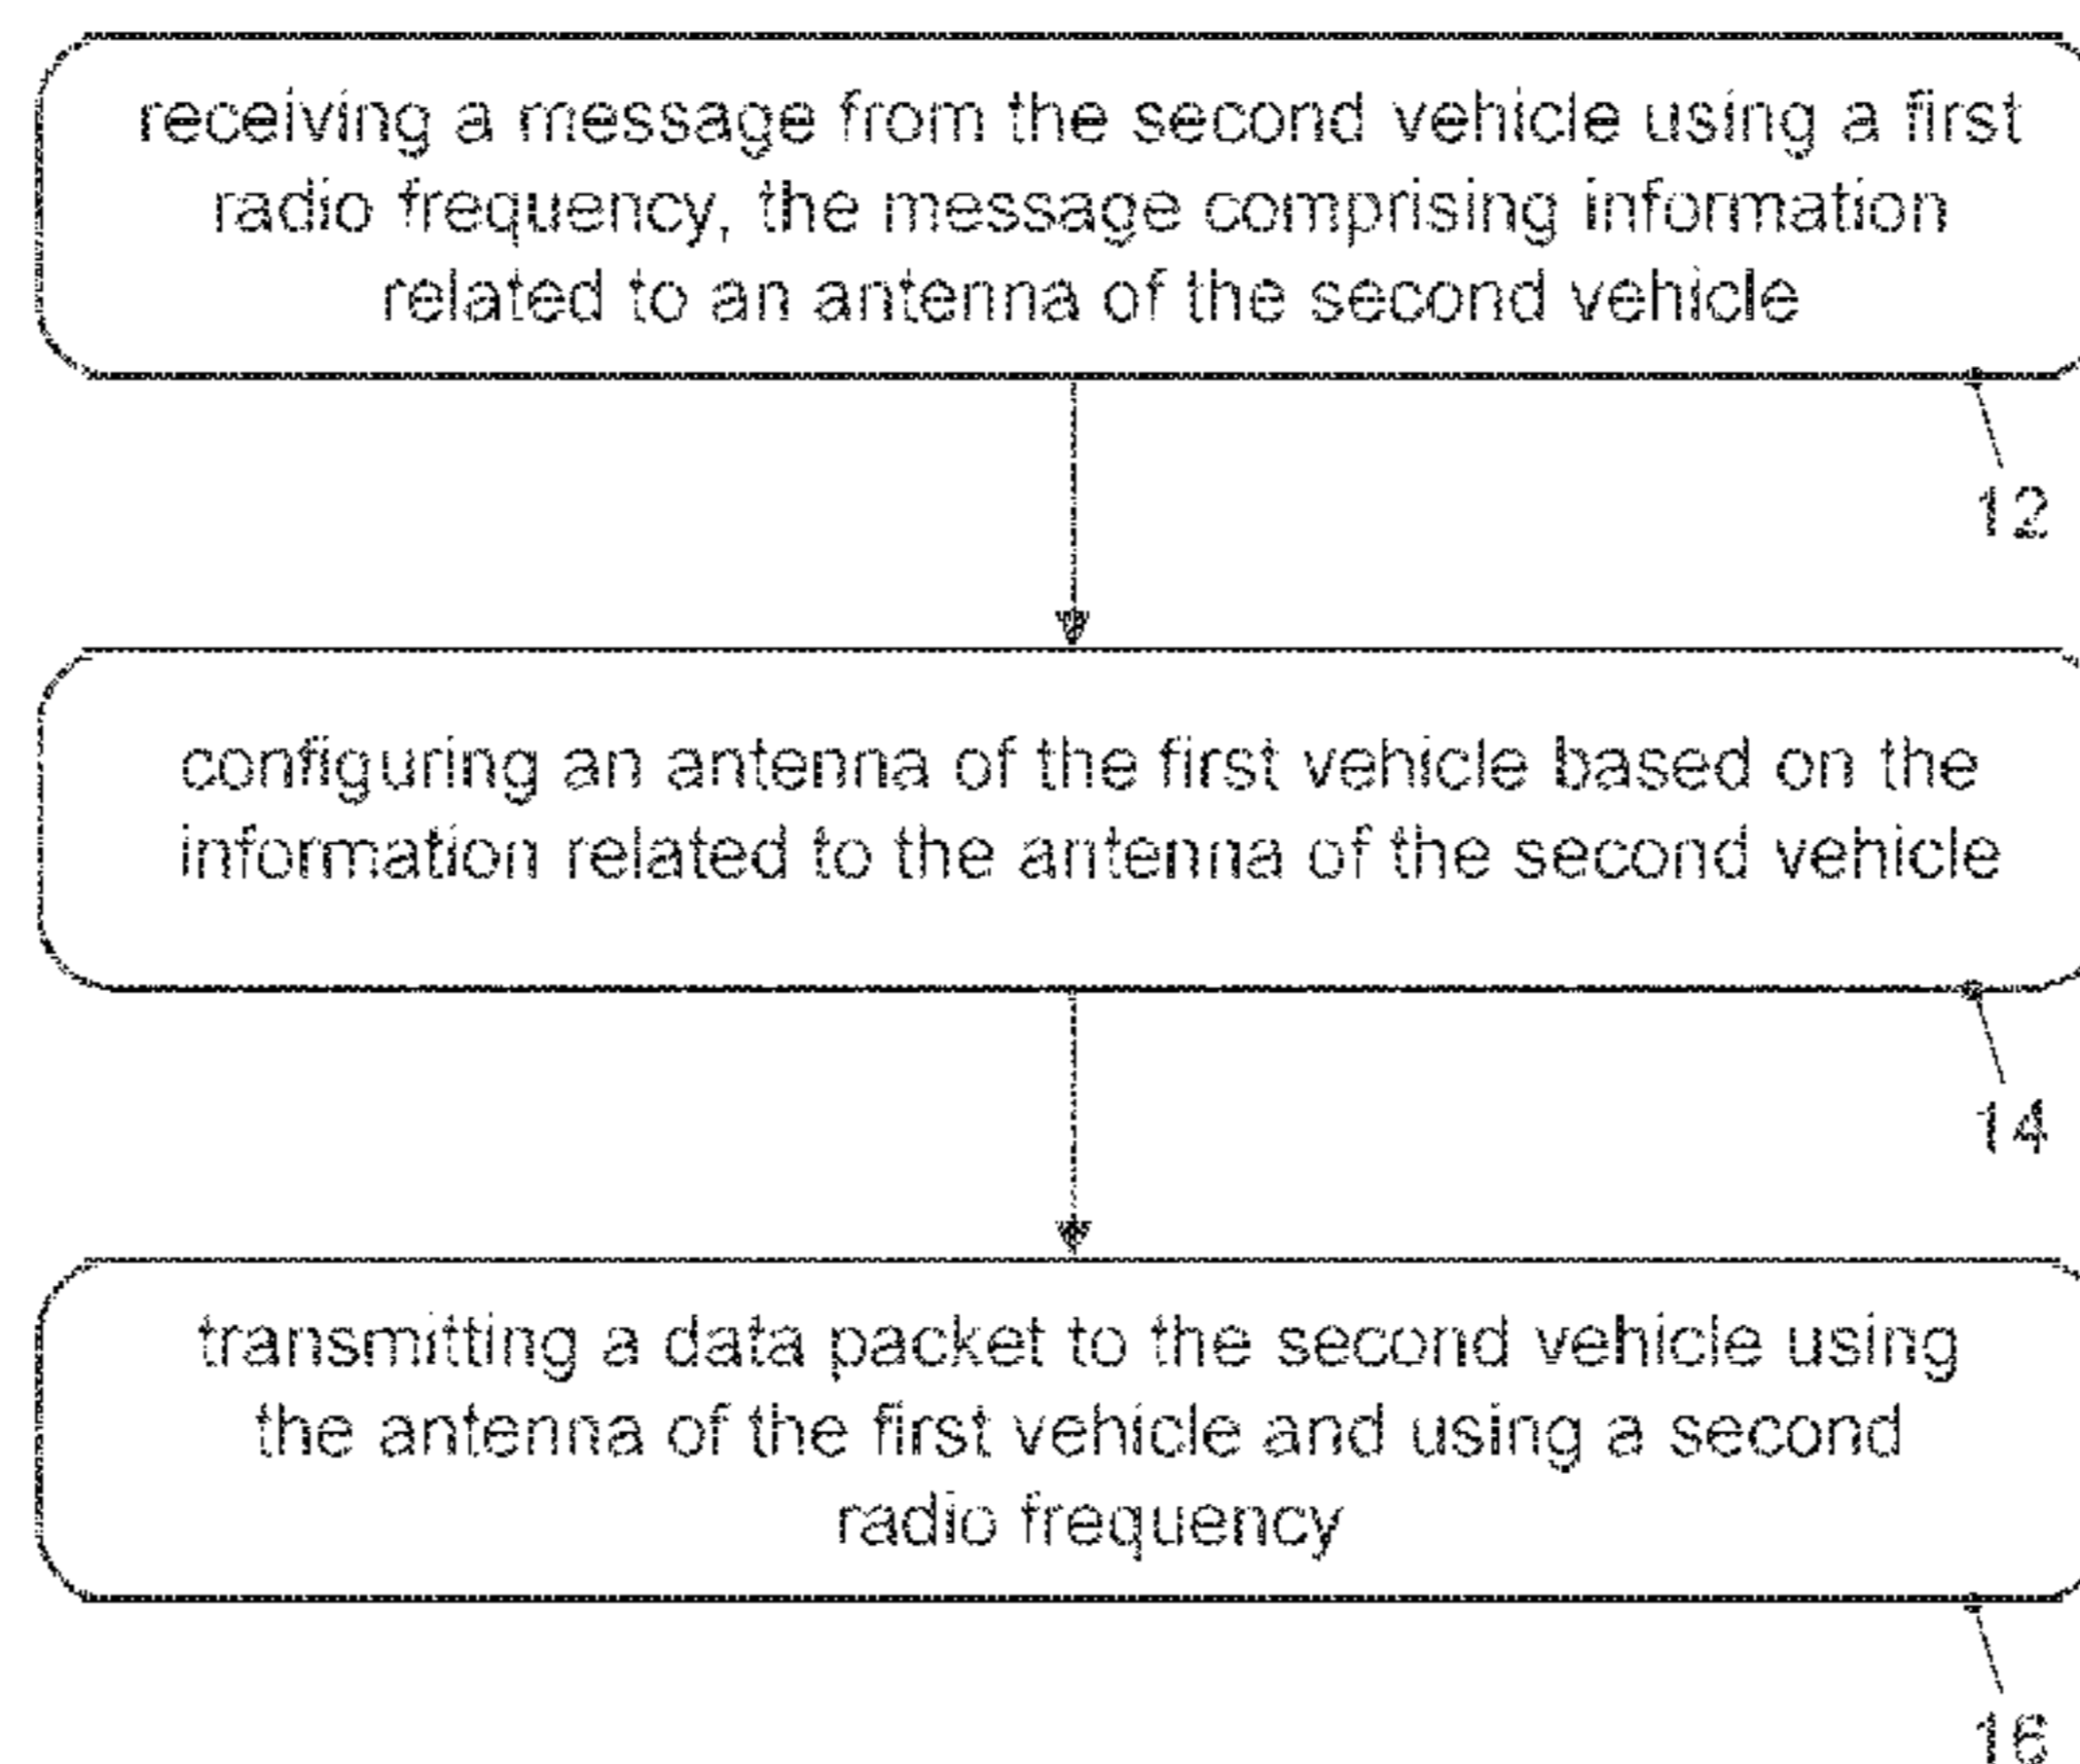 receiving a message from the second vehicle using a first
radio frequency, the message comprising information
related to an antenna of the second vehicle
12
configuring an antenna of the first vehicle based on the
information related to the antenna of the second vehicle
14
transmitting a data packet to the second vehicle using
the antenna of the first vehicle and using a second
radio frequency
16